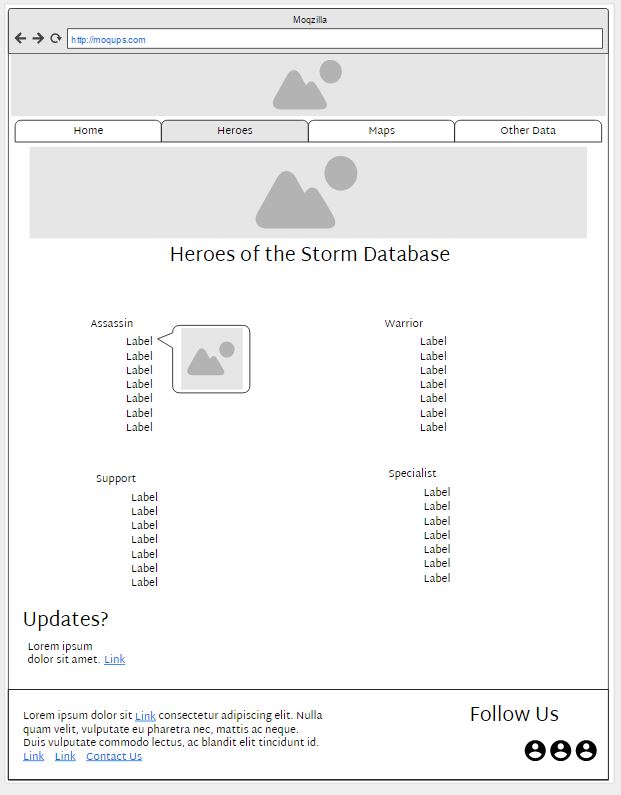 Moqzilla
http://moqups.com
Home Heroes Maps Other Data
Heroes of the Storm Database
Assassin
Label
Label
Label
Label
Label
Label
Label
Warrior
Label
Label
Label
Label
Label
Label
Label
Support
Label
Label
Label
Label
Label
Label
Label
Specialist
Label
Label
Label
Label
Label
Label
Label
Updates?
Lorem ipsum
dolor sit amet. Link
Lorem ipsum dolor sit Link consectetur adipiscing elit. Nulla
quam velit, vulputate eu pharetra nec, mattis ac neque.
Duis vulputate commodo lectus, ac blandit elit tincidunt id.
Link Link Contact Us
Follow Us